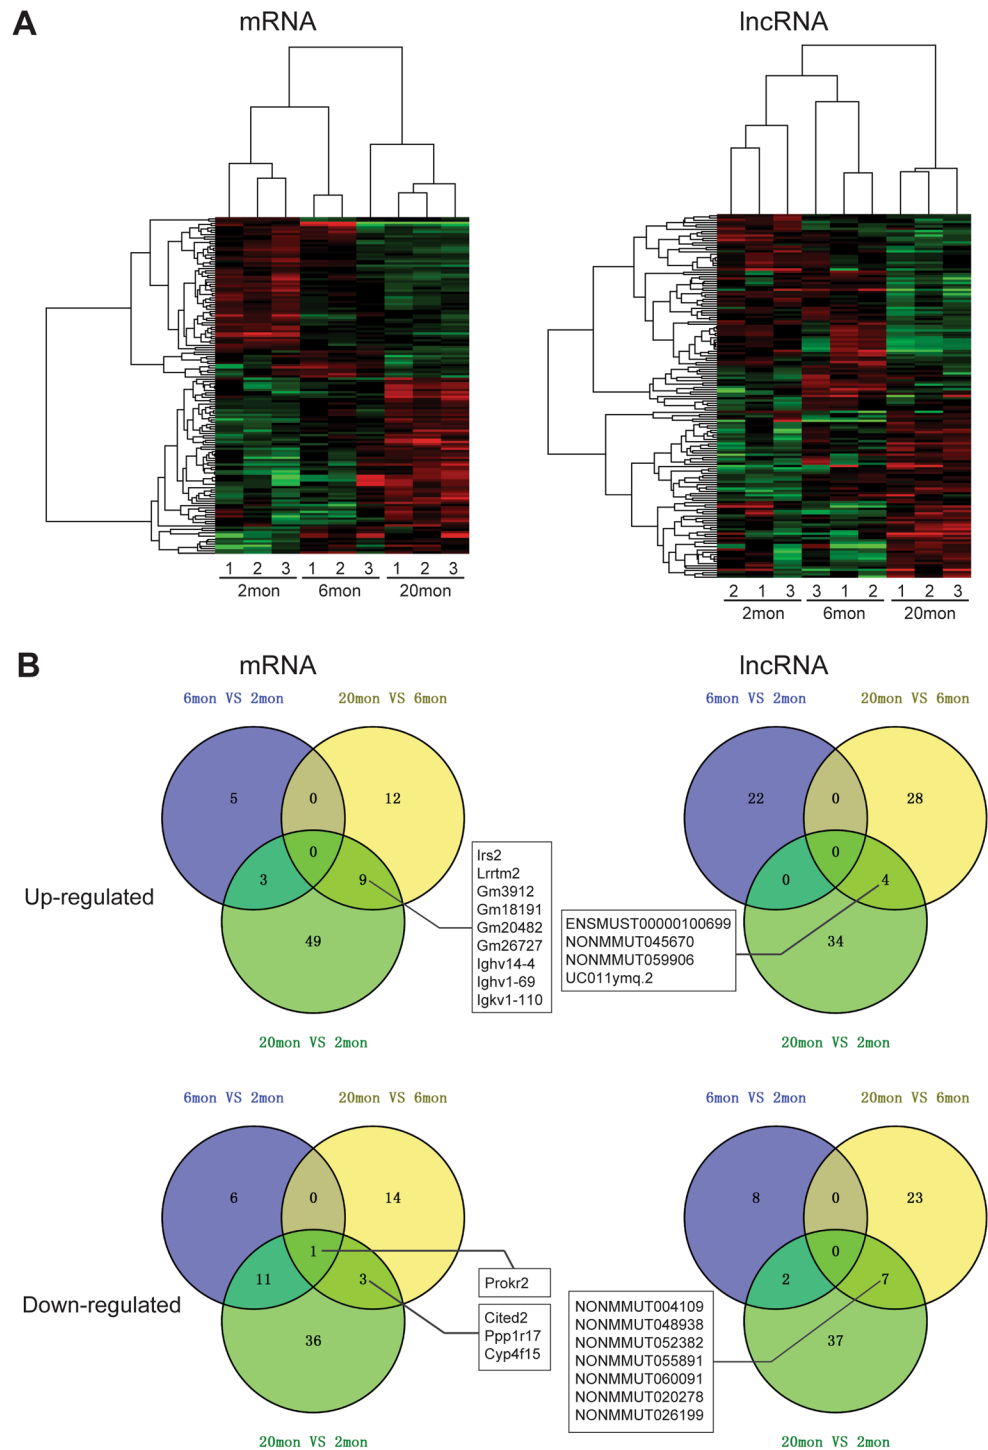 A
mRNA
lncRNA
1 2 3 1 2 3 1 2 3
2mon 6mon 20mon
2 1 3 3 1 2 1 2 3
2mon 6mon 20mon
B
mRNA
lncRNA
6mon VS 2mon
20mon VS 6mon
6mon VS 2mon
20mon VS 6mon
Up-regulated
5
0
12
0
3
9
49
Irs2
Lrrtm2
Gm3912
Gm18191
Gm20482
Gm26727
Ighv14-4
Ighv1-69
Igkv1-110
20mon VS 2mon
22
0
28
0
0
4
34
ENSMUST00000100699
NONMMUT045670
NONMMUT059906
UC011ymq.2
20mon VS 2mon
6mon VS 2mon
20mon VS 6mon
6mon VS 2mon
20mon VS 6mon
Down-regulated
6
0
14
1
11
3
36
Prokr2
Cited2
Ppp1r17
Cyp4f15
20mon VS 2mon
8
0
23
0
2
7
37
NONMMUT004109
NONMMUT048938
NONMMUT052382
NONMMUT055891
NONMMUT060091
NONMMUT020278
NONMMUT026199
20mon VS 2mon